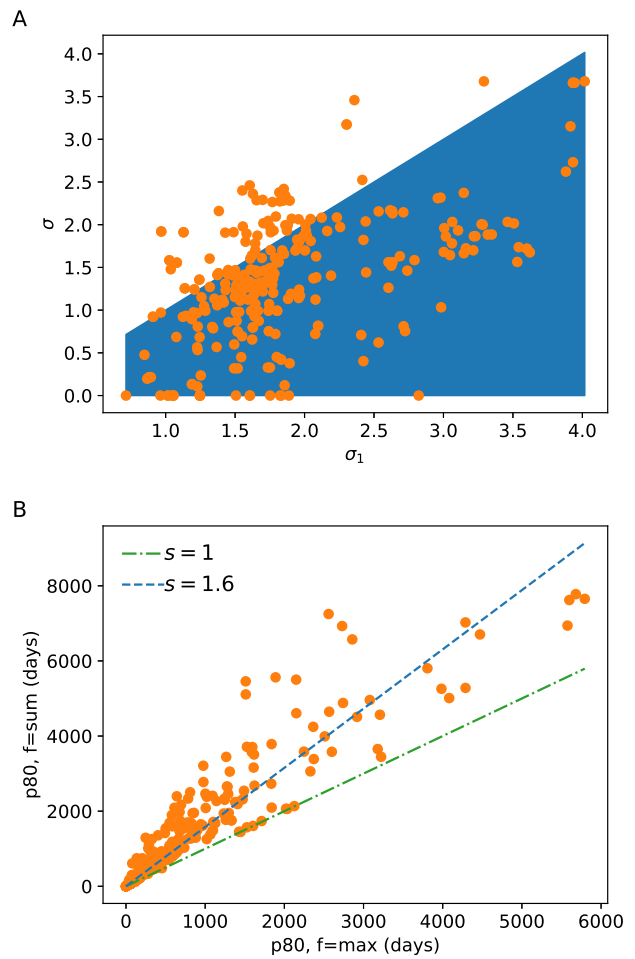 A
4.0
3.5
3.0
2.5
2.0
1.5
1.0
0.5
0.0
σ
1.0 1.5 2.0 2.5 3.0 3.5 4.0
σ₁
B
s = 1
s = 1.6
8000
6000
4000
2000
0
p80, f=sum (days)
0 1000 2000 3000 4000 5000 6000
p80, f=max (days)